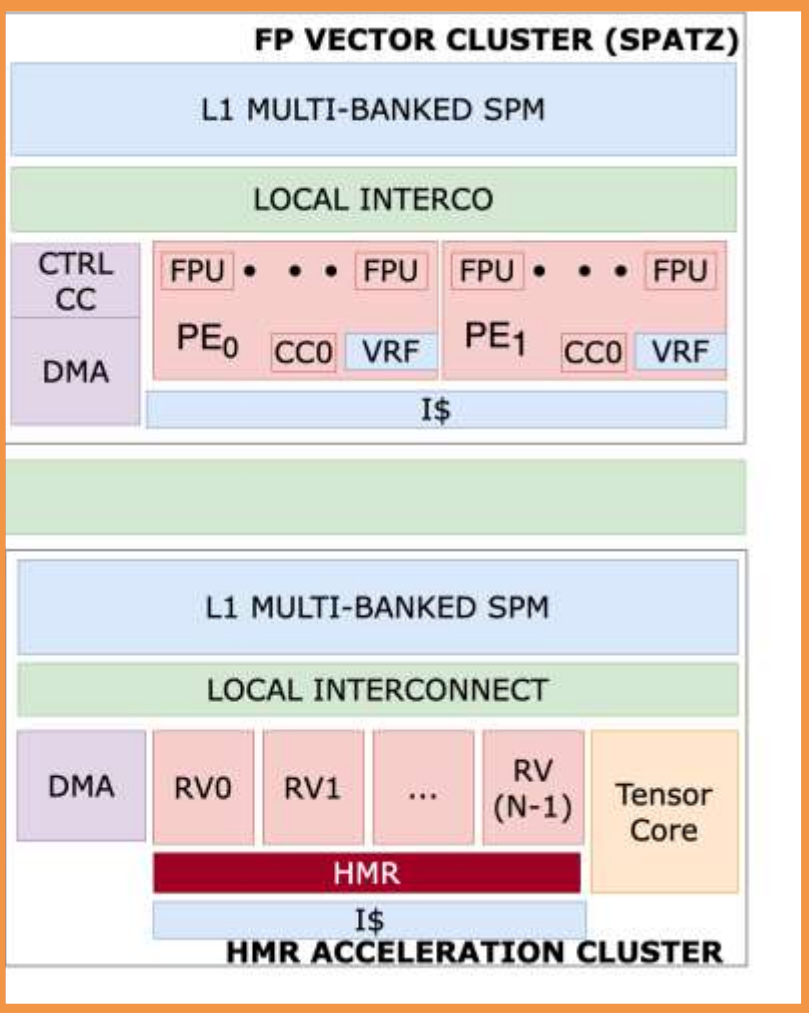 FP VECTOR CLUSTER (SPATZ)
L1 MULTI-BANKED SPM
LOCAL INTERCO
CTRL
CC
DMA
FPU • • • FPU
PE0
CC0
VRF
FPU • • • FPU
PE1
CC0
VRF
I$
L1 MULTI-BANKED SPM
LOCAL INTERCONNECT
DMA
RV0
RV1
...
RV
(N-1)
Tensor
Core
HMR
I$
HMR ACCELERATION CLUSTER